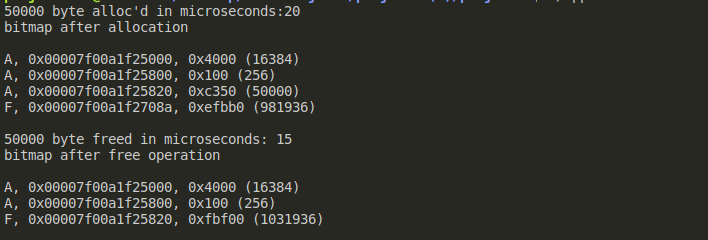 50000 byte alloc'd in microseconds:20
bitmap after allocation
A, 0x00007f00a1f25000, 0x4000 (16384)
A, 0x00007f00a1f25800, 0x100 (256)
A, 0x00007f00a1f25820, 0xc350 (50000)
F, 0x00007f00a1f2708a, 0xefbb0 (981936)
50000 byte freed in microseconds: 15
bitmap after free operation
A, 0x00007f00a1f25000, 0x4000 (16384)
A, 0x00007f00a1f25800, 0x100 (256)
F, 0x00007f00a1f25820, 0xfbf00 (1031936)